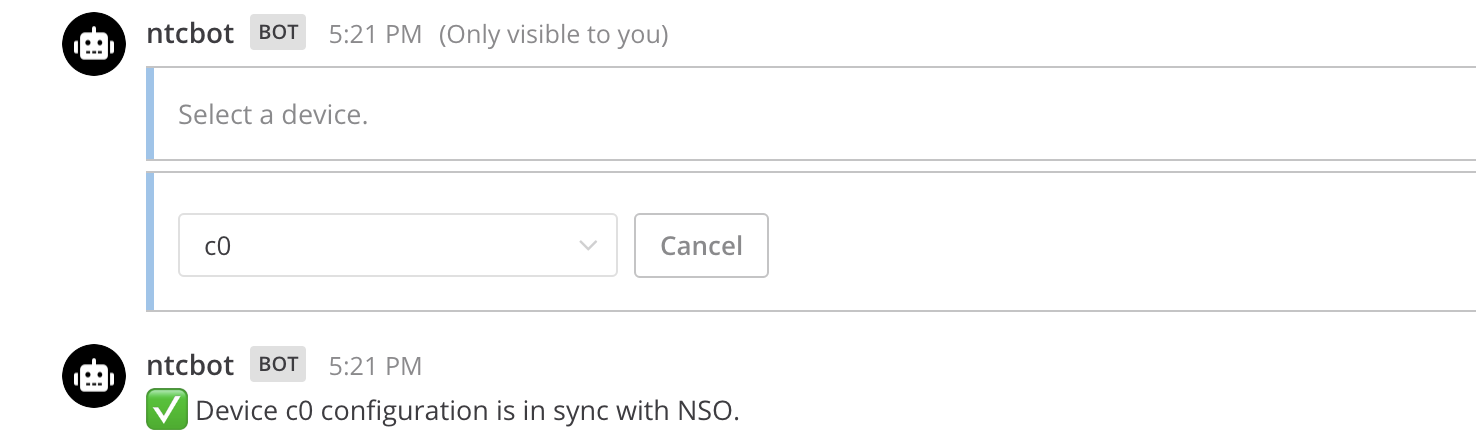 ntcbot BOT 5:21 PM (Only visible to you)
Select a device.
c0 Cancel
ntcbot BOT 5:21 PM
✅ Device c0 configuration is in sync with NSO.